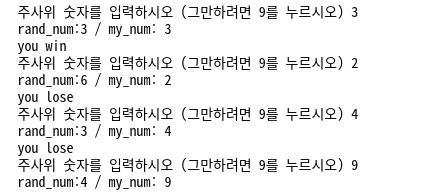 주사위 숫자를 입력하시오 (그만하려면 9를 누르시오) 3
rand_num:3 / my_num: 3
you win
주사위 숫자를 입력하시오 (그만하려면 9를 누르시오) 2
rand_num:6 / my_num: 2
you lose
주사위 숫자를 입력하시오 (그만하려면 9를 누르시오) 4
rand_num:3 / my_num: 4
you lose
주사위 숫자를 입력하시오 (그만하려면 9를 누르시오) 9
rand_num:4 / my_num: 9